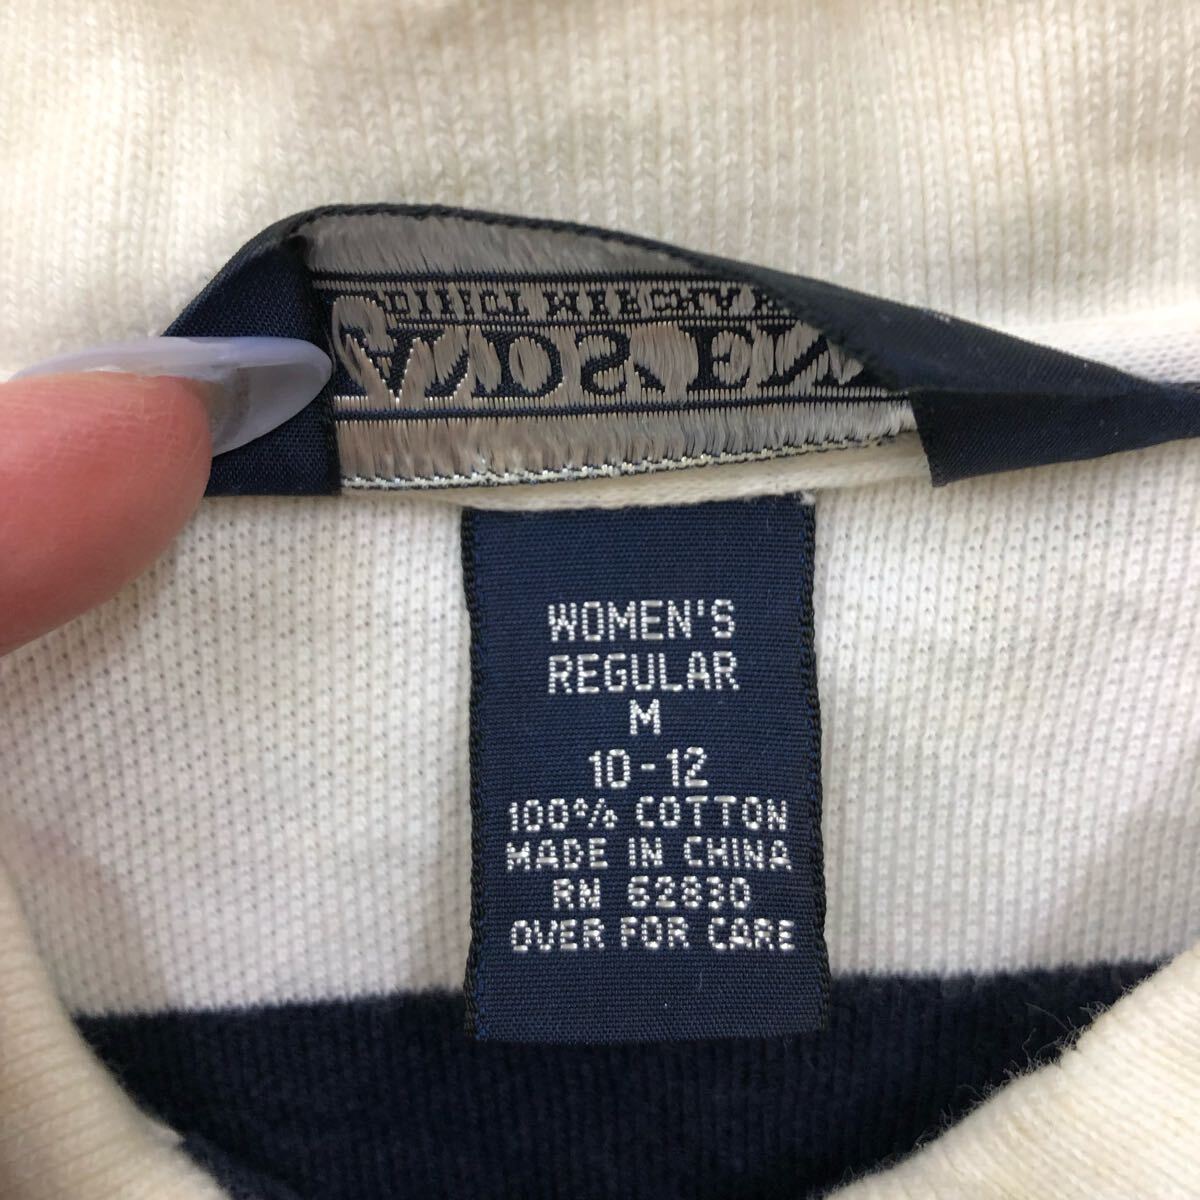 WOMEN'S
REGULAR
M
10-12
100% COTTON
MADE IN CHINA
RN 62830
OVER FOR CARE